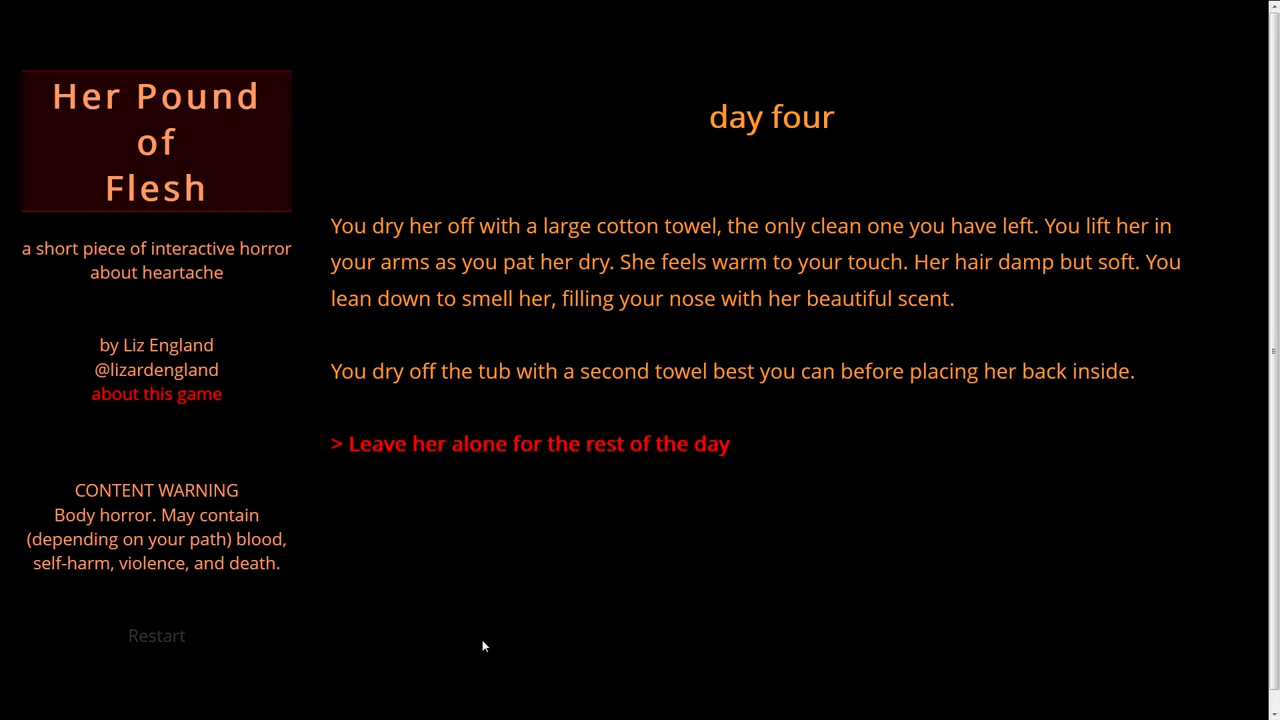 Her Pound
of
Flesh
a short piece of interactive horror
about heartache
by Liz England
@lizardengland
about this game
CONTENT WARNING
Body horror. May contain
(depending on your path) blood,
self-harm, violence, and death.
Restart
day four
You dry her off with a large cotton towel, the only clean one you have left. You lift her in
your arms as you pat her dry. She feels warm to your touch. Her hair damp but soft. You
lean down to smell her, filling your nose with her beautiful scent.
You dry off the tub with a second towel best you can before placing her back inside.
> Leave her alone for the rest of the day